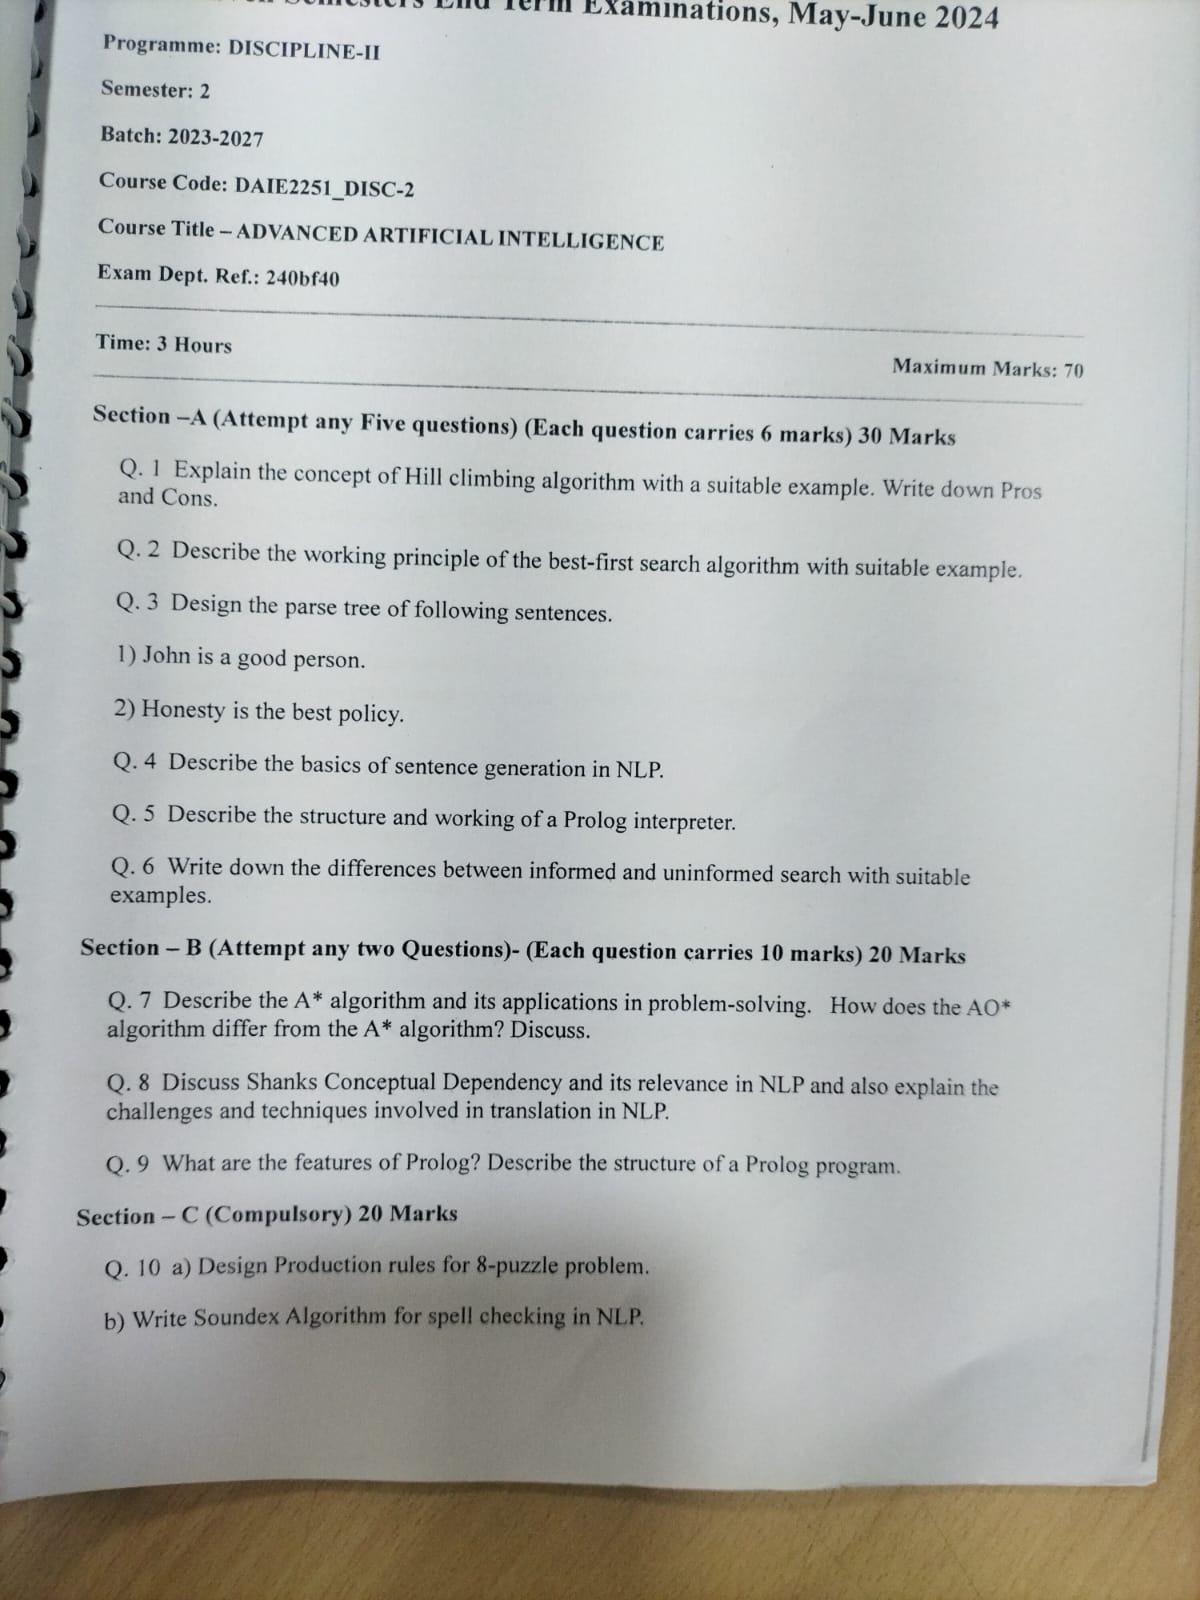 End Term Examinations, May-June 2024
Programme: DISCIPLINE-II
Semester: 2
Batch: 2023-2027
Course Code: DAIE2251_DISC-2
Course Title – ADVANCED ARTIFICIAL INTELLIGENCE
Exam Dept. Ref.: 240bf40
Time: 3 Hours
Maximum Marks: 70
Section –A (Attempt any Five questions) (Each question carries 6 marks) 30 Marks
Q. 1 Explain the concept of Hill climbing algorithm with a suitable example. Write down Pros
and Cons.
Q. 2 Describe the working principle of the best-first search algorithm with suitable example.
Q. 3 Design the parse tree of following sentences.
1) John is a good person.
2) Honesty is the best policy.
Q. 4 Describe the basics of sentence generation in NLP.
Q. 5 Describe the structure and working of a Prolog interpreter.
Q. 6 Write down the differences between informed and uninformed search with suitable
examples.
Section – B (Attempt any two Questions)- (Each question carries 10 marks) 20 Marks
Q. 7 Describe the A* algorithm and its applications in problem-solving. How does the AO*
algorithm differ from the A* algorithm? Discuss.
Q. 8 Discuss Shanks Conceptual Dependency and its relevance in NLP and also explain the
challenges and techniques involved in translation in NLP.
Q. 9 What are the features of Prolog? Describe the structure of a Prolog program.
Section – C (Compulsory) 20 Marks
Q. 10 a) Design Production rules for 8-puzzle problem.
b) Write Soundex Algorithm for spell checking in NLP.